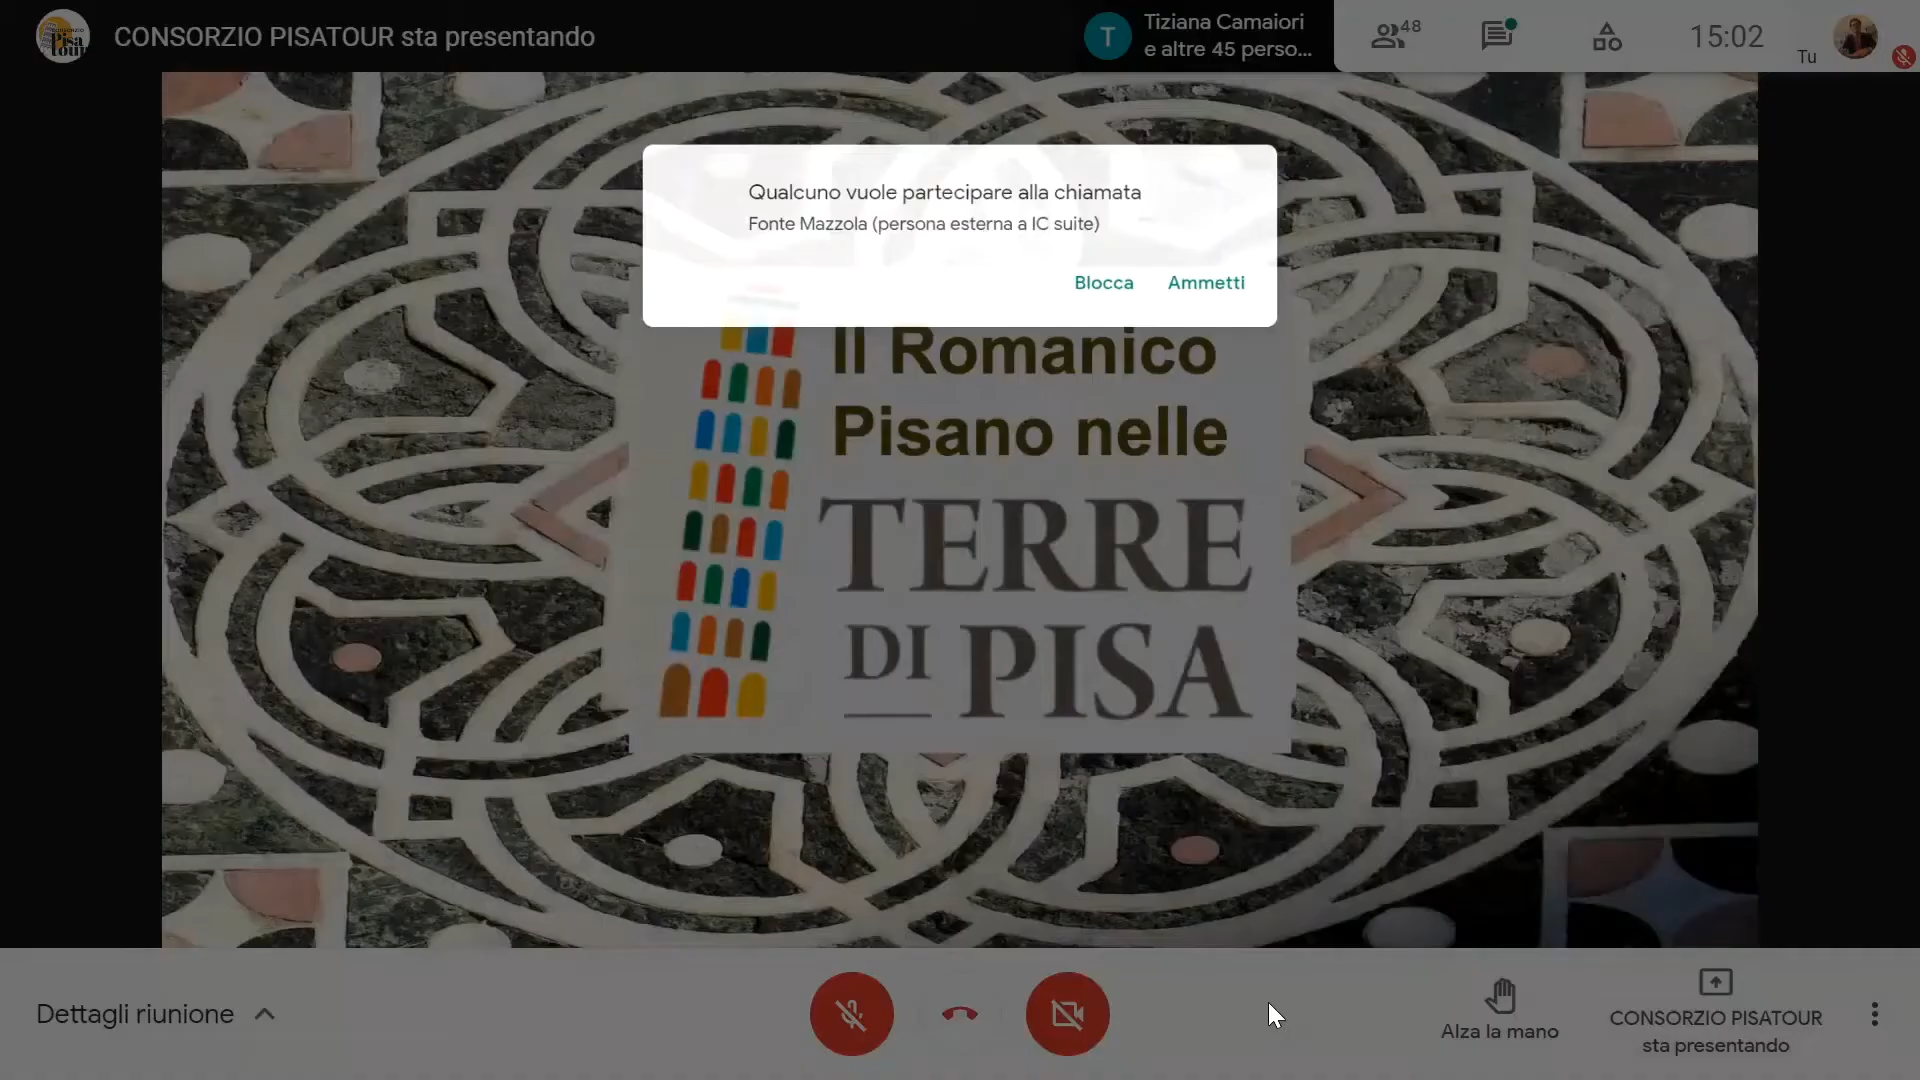 CONSORZIO PISATOUR sta presentando
T
Tiziana Camaiori
e altre 45 perso...
48
15:02
Tu
Pisa
tour
Qualcuno vuole partecipare alla chiamata
Fonte Mazzola (persona esterna a IC suite)
Blocca
Ammetti
Il Romanico
Pisano nelle
TERRE
DI PISA
Dettagli riunione
Alza la mano
CONSORZIO PISATOUR
sta presentando